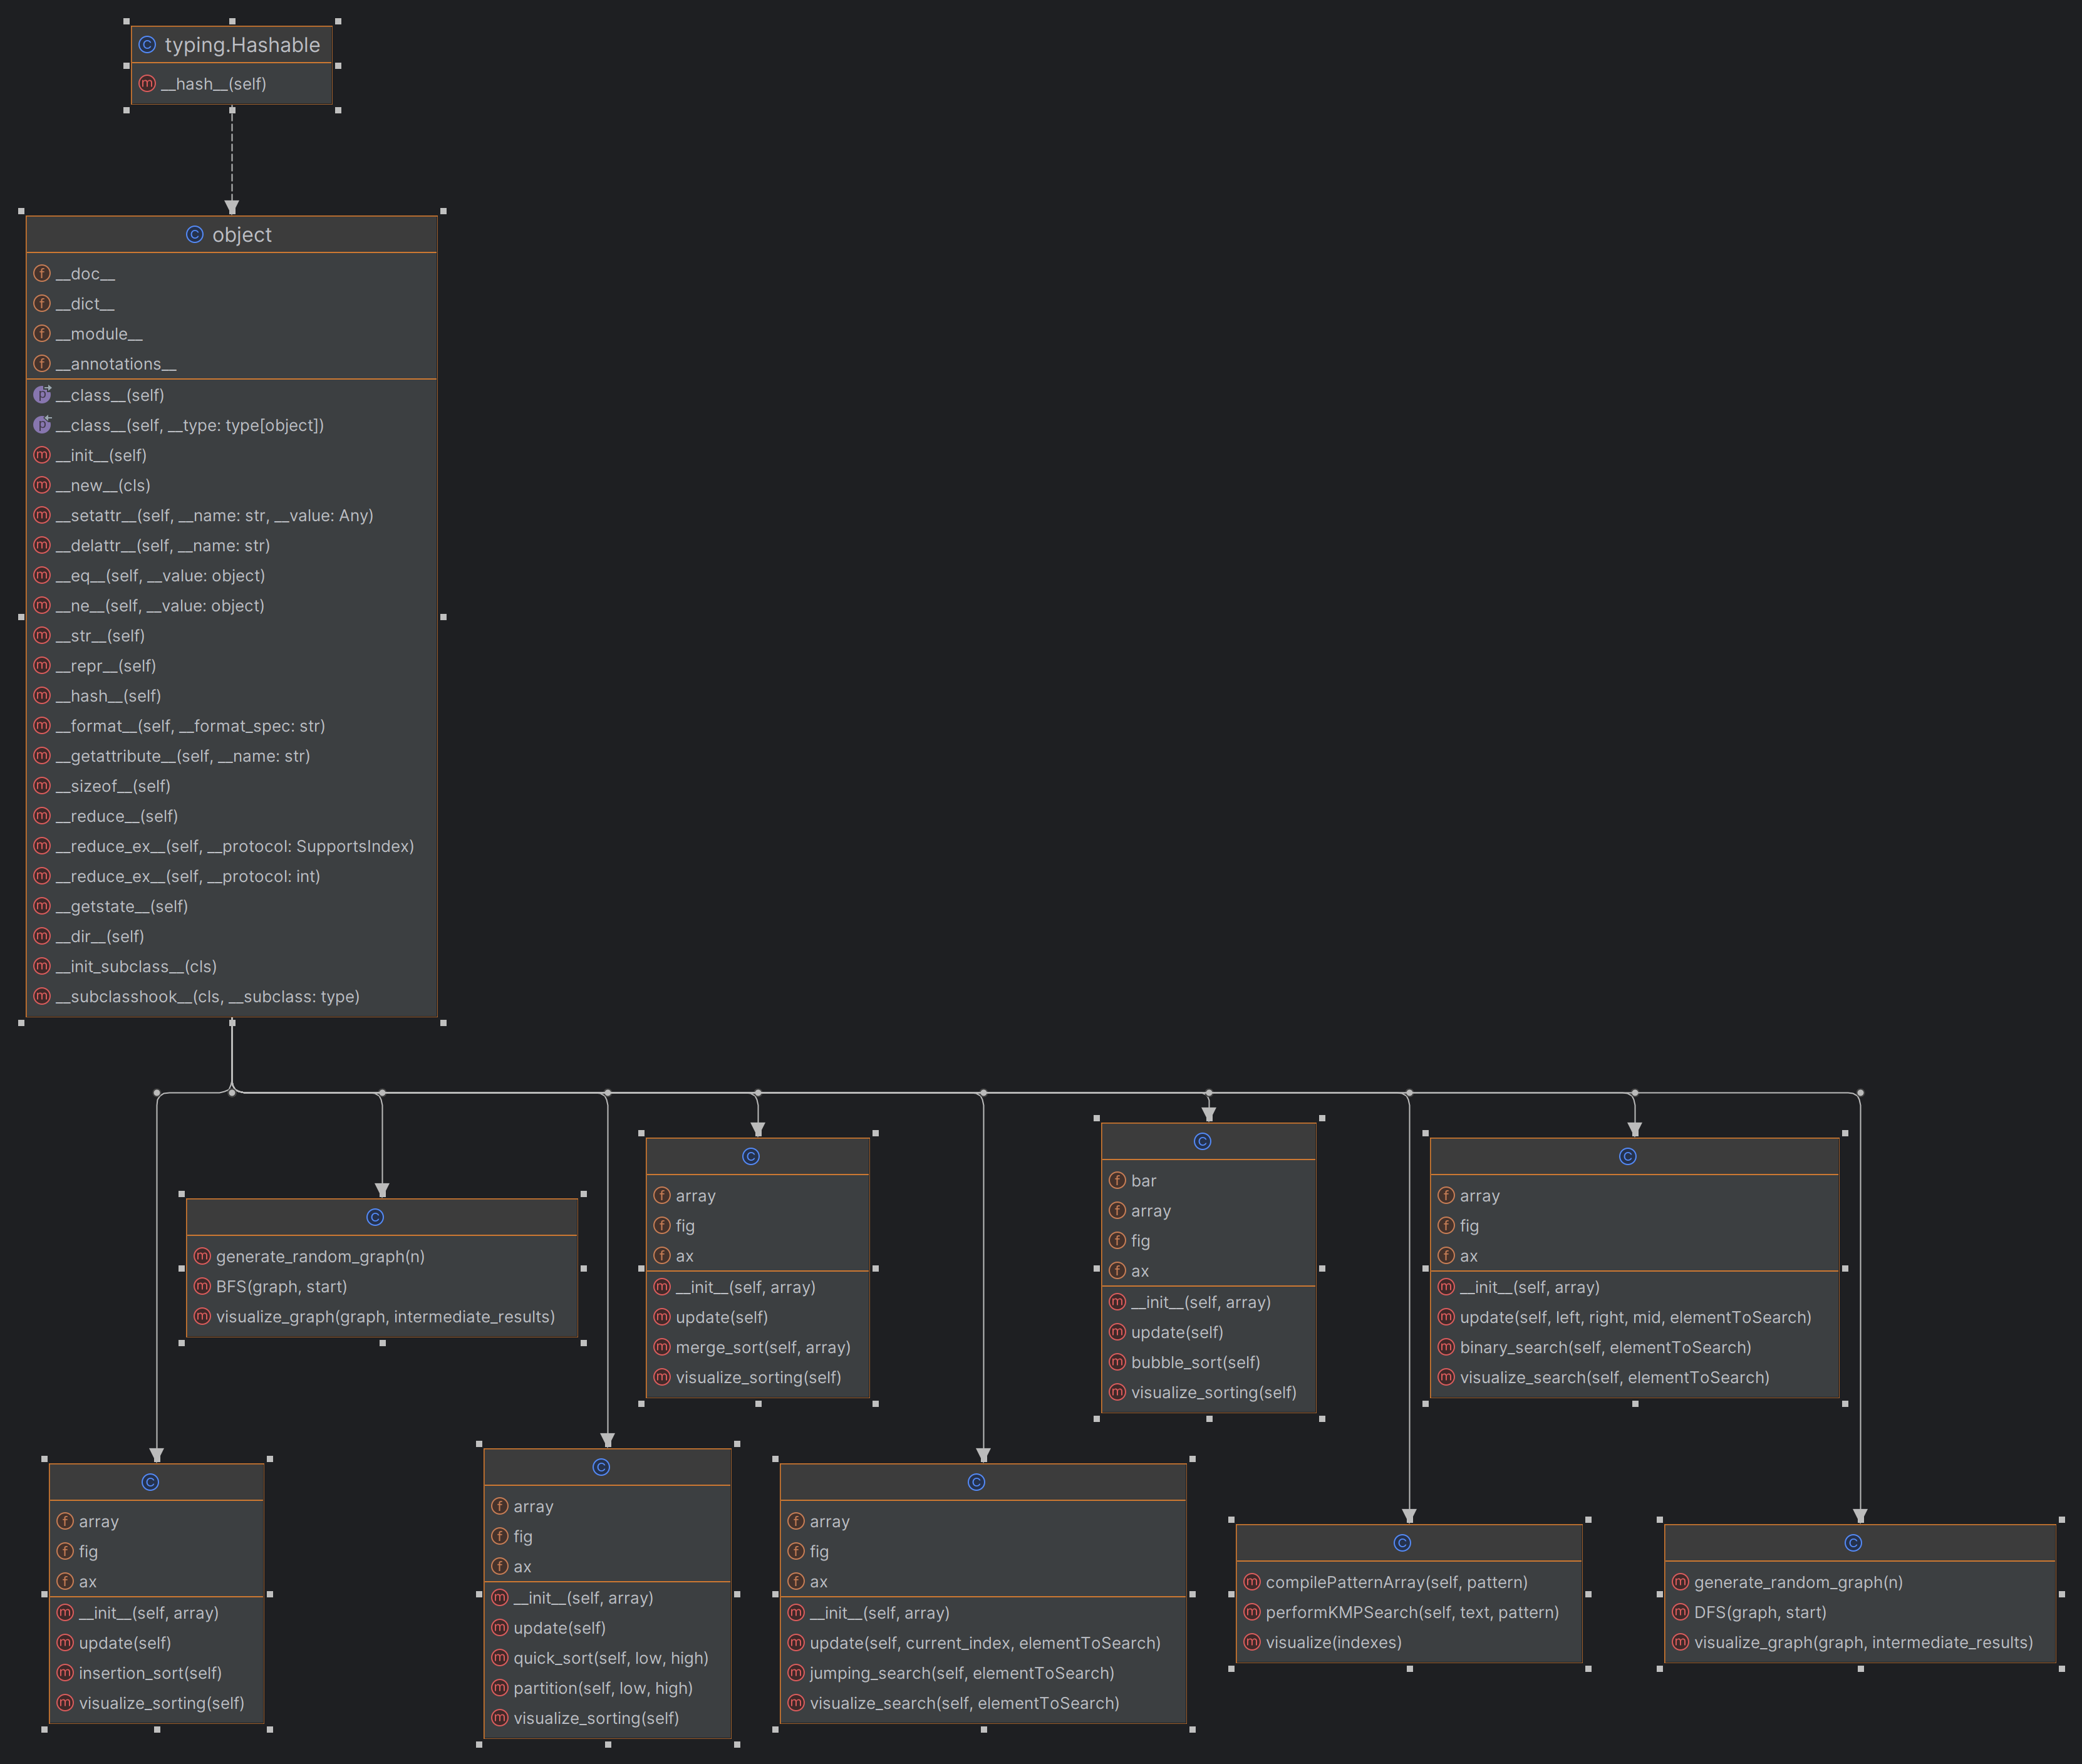 typing.Hashable
__hash__(self)
object
__doc__
__dict__
__module__
__annotations__
__class__(self)
__class__(self, __type: type[object])
__init__(self)
__new__(cls)
__setattr__(self, __name: str, __value: Any)
__delattr__(self, __name: str)
__eq__(self, __value: object)
__ne__(self, __value: object)
__str__(self)
__repr__(self)
__hash__(self)
__format__(self, __format_spec: str)
__getattribute__(self, __name: str)
__sizeof__(self)
__reduce__(self)
__reduce_ex__(self, __protocol: SupportsIndex)
__reduce_ex__(self, __protocol: int)
__getstate__(self)
__dir__(self)
__init_subclass__(cls)
__subclasshook__(cls, __subclass: type)
generate_random_graph(n)
BFS(graph, start)
visualize_graph(graph, intermediate_results)
array
fig
ax
__init__(self, array)
update(self)
merge_sort(self, array)
visualize_sorting(self)
bar
array
fig
ax
__init__(self, array)
update(self)
bubble_sort(self)
visualize_sorting(self)
array
fig
ax
__init__(self, array)
update(self, left, right, mid, elementToSearch)
binary_search(self, elementToSearch)
visualize_search(self, elementToSearch)
array
fig
ax
__init__(self, array)
update(self)
insertion_sort(self)
visualize_sorting(self)
array
fig
ax
__init__(self, array)
update(self)
quick_sort(self, low, high)
partition(self, low, high)
visualize_sorting(self)
array
fig
ax
__init__(self, array)
update(self, current_index, elementToSearch)
jumping_search(self, elementToSearch)
visualize_search(self, elementToSearch)
compilePatternArray(self, pattern)
performKMPSearch(self, text, pattern)
visualize(indexes)
generate_random_graph(n)
DFS(graph, start)
visualize_graph(graph, intermediate_results)